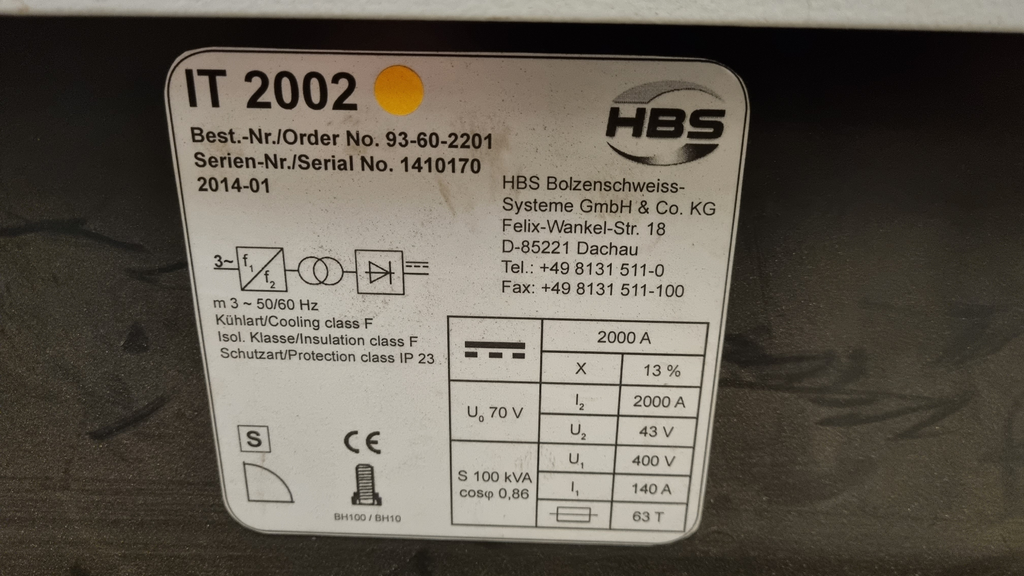 IT 2002
HBS
Best.-Nr./Order No. 93-60-2201
Serien-Nr./Serial No. 1410170
2014-01
HBS Bolzenschweiss-
Systeme GmbH & Co. KG
Felix-Wankel-Str. 18
D-85221 Dachau
Tel.: +49 8131 511-0
Fax: +49 8131 511-100
3~ f₁ f₂
m 3 ~ 50/60 Hz
Kühlart/Cooling class F
Isol. Klasse/Insulation class F
Schutzart/Protection class IP 23
S CE
BH100 / BH10
2000 A
X 13 %
U₀ 70 V
I₂ 2000 A
U₂ 43 V
S 100 kVA
cosφ 0,86
U₁ 400 V
I₁ 140 A
63 T